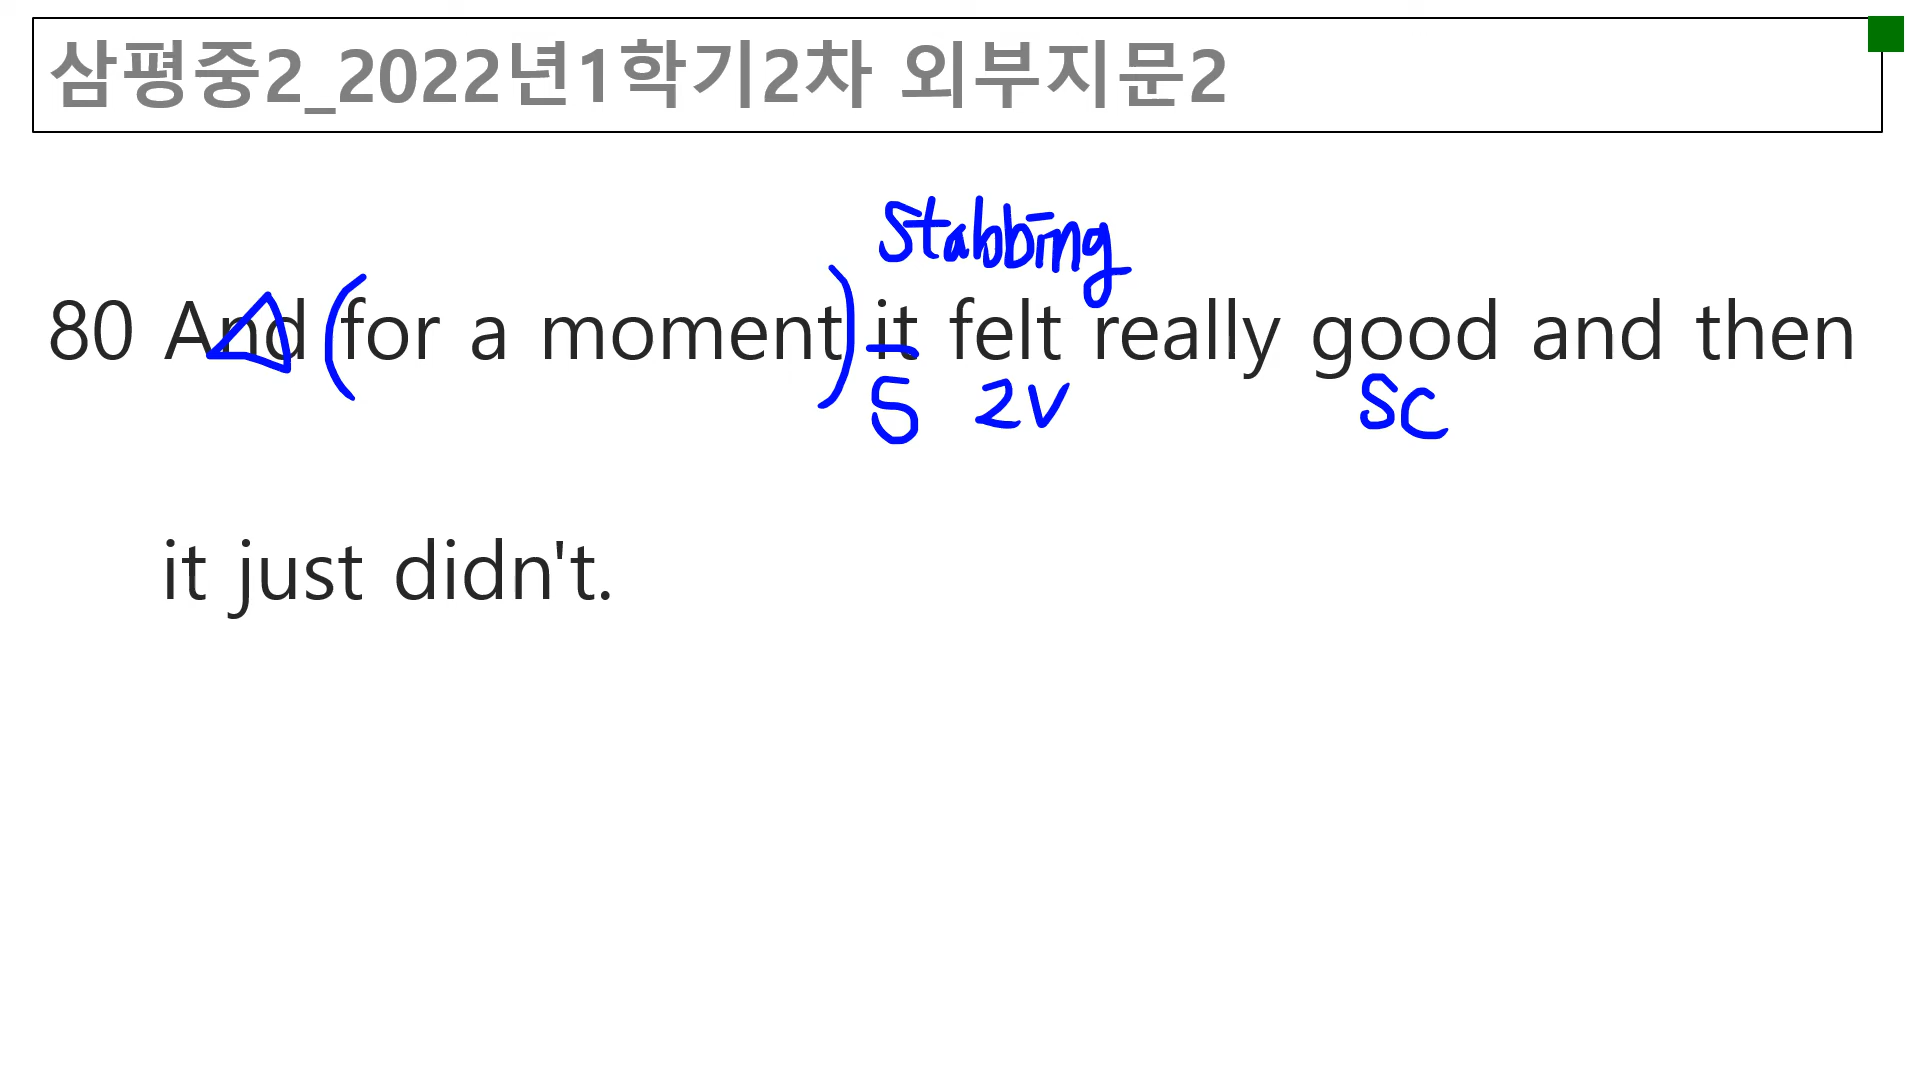 삼평중2_2022년1학기2차 외부지문2
stabbing
80 And (for a moment) it felt really good and then
S 2V SC
it just didn't.